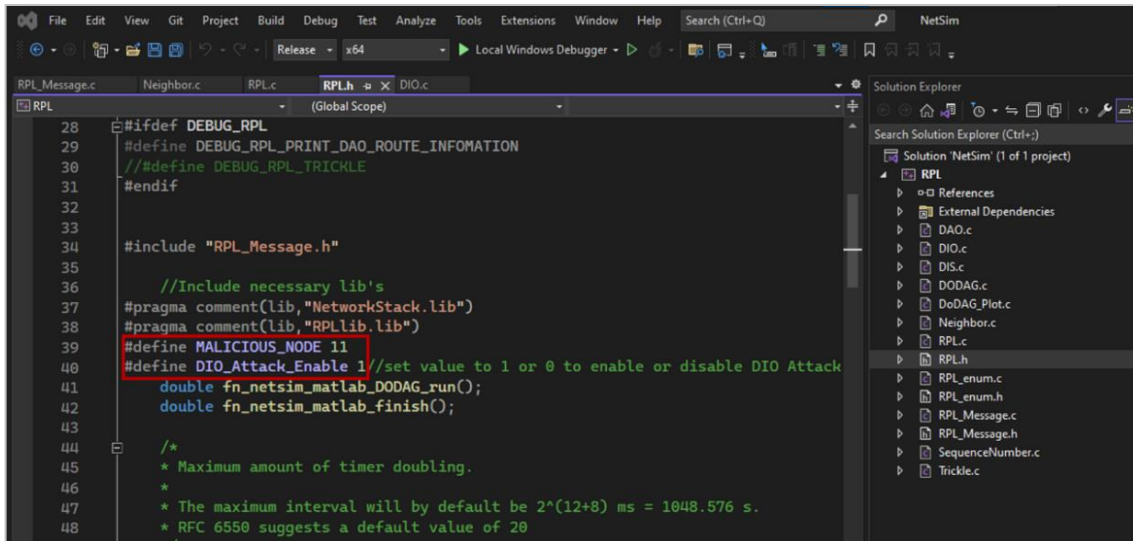 File Edit View Git Project Build Debug Test Analyze Tools Extensions Window Help Search (Ctrl+Q) NetSim
Release x64 Local Windows Debugger
RPL_Message.c Neighbor.c RPL.c RPL.h DIO.c
RPL (Global Scope)
28 #ifdef DEBUG_RPL
29 #define DEBUG_RPL_PRINT_DAO_ROUTE_INFOMATION
30 //#define DEBUG_RPL_TRICKLE
31 #endif
32
33
34 #include "RPL_Message.h"
35
36 //Include necessary lib's
37 #pragma comment(lib,"NetworkStack.lib")
38 #pragma comment(lib,"RPLlib.lib")
39 #define MALICIOUS_NODE 11
40 #define DIO_Attack_Enable 1//set value to 1 or 0 to enable or disable DIO Attack
41 double fn_netsim_matlab_DODAG_run();
42 double fn_netsim_matlab_finish();
43
44 /*
45 * Maximum amount of timer doubling.
46 *
47 * The maximum interval will by default be 2^(12+8) ms = 1048.576 s.
48 * RFC 6550 suggests a default value of 20
Solution Explorer
Search Solution Explorer (Ctrl+;)
Solution 'NetSim' (1 of 1 project)
RPL
References
External Dependencies
DAO.c
DIO.c
DIS.c
DODAG.c
DoDAG_Plot.c
Neighbor.c
RPL.c
RPL.h
RPL_enum.c
RPL_enum.h
RPL_Message.c
RPL_Message.h
SequenceNumber.c
Trickle.c